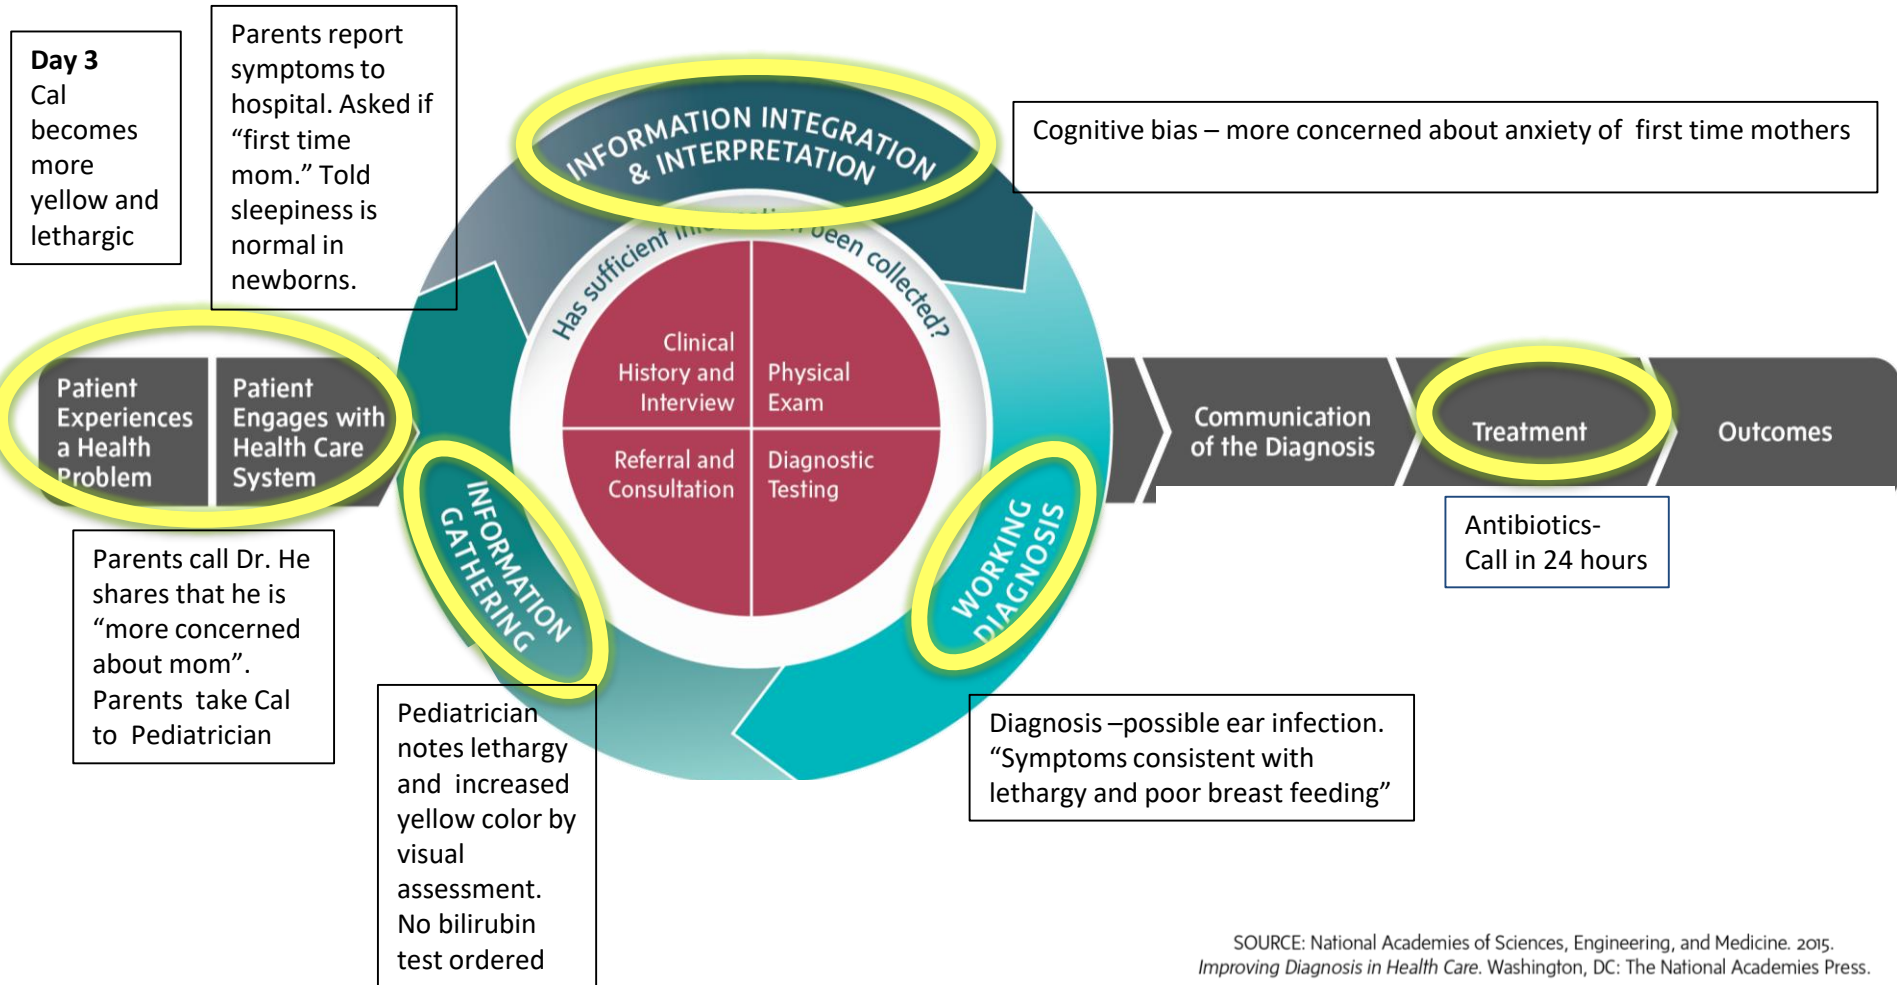 Day 3
Cal
becomes
more
yellow and
lethargic
Parents report
symptoms to
hospital. Asked if
“first time
mom.” Told
sleepiness is
normal in
newborns.
INFORMATION INTEGRATION
& INTERPRETATION
Cognitive bias – more concerned about anxiety of first time mothers
Has sufficient been collected?
Clinical
History and
Interview
Physical
Exam
Referral and
Consultation
Diagnostic
Testing
Patient
Experiences
a Health
Problem
Patient
Engages with
Health Care
System
INFORMATION
GATHERING
WORKING
DIAGNOSIS
Communication
of the Diagnosis
Treatment
Outcomes
Antibiotics-
Call in 24 hours
Parents call Dr. He
shares that he is
“more concerned
about mom”.
Parents take Cal
to Pediatrician
Pediatrician
notes lethargy
and increased
yellow color by
visual
assessment.
No bilirubin
test ordered
Diagnosis –possible ear infection.
“Symptoms consistent with
lethargy and poor breast feeding”
SOURCE: National Academies of Sciences, Engineering, and Medicine. 2015.
Improving Diagnosis in Health Care. Washington, DC: The National Academies Press.